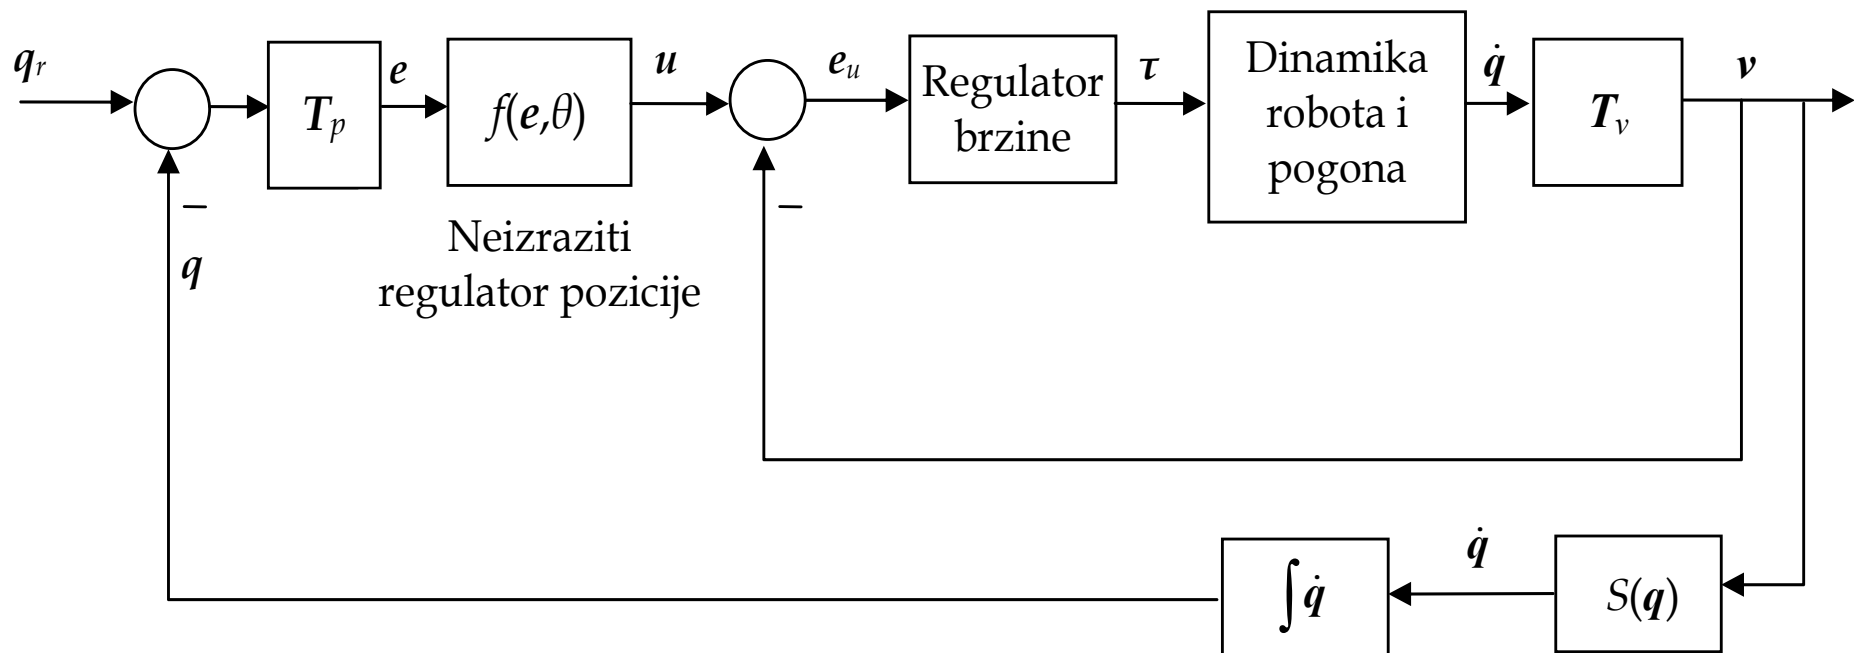 q_r
−
q
T_p
e
f(e,θ)
Neizraziti
regulator pozicije
u
−
e_u
Regulator
brzine
τ
Dinamika
robota i
pogona
q̇
T_v
v
S(q)
q̇
∫q̇